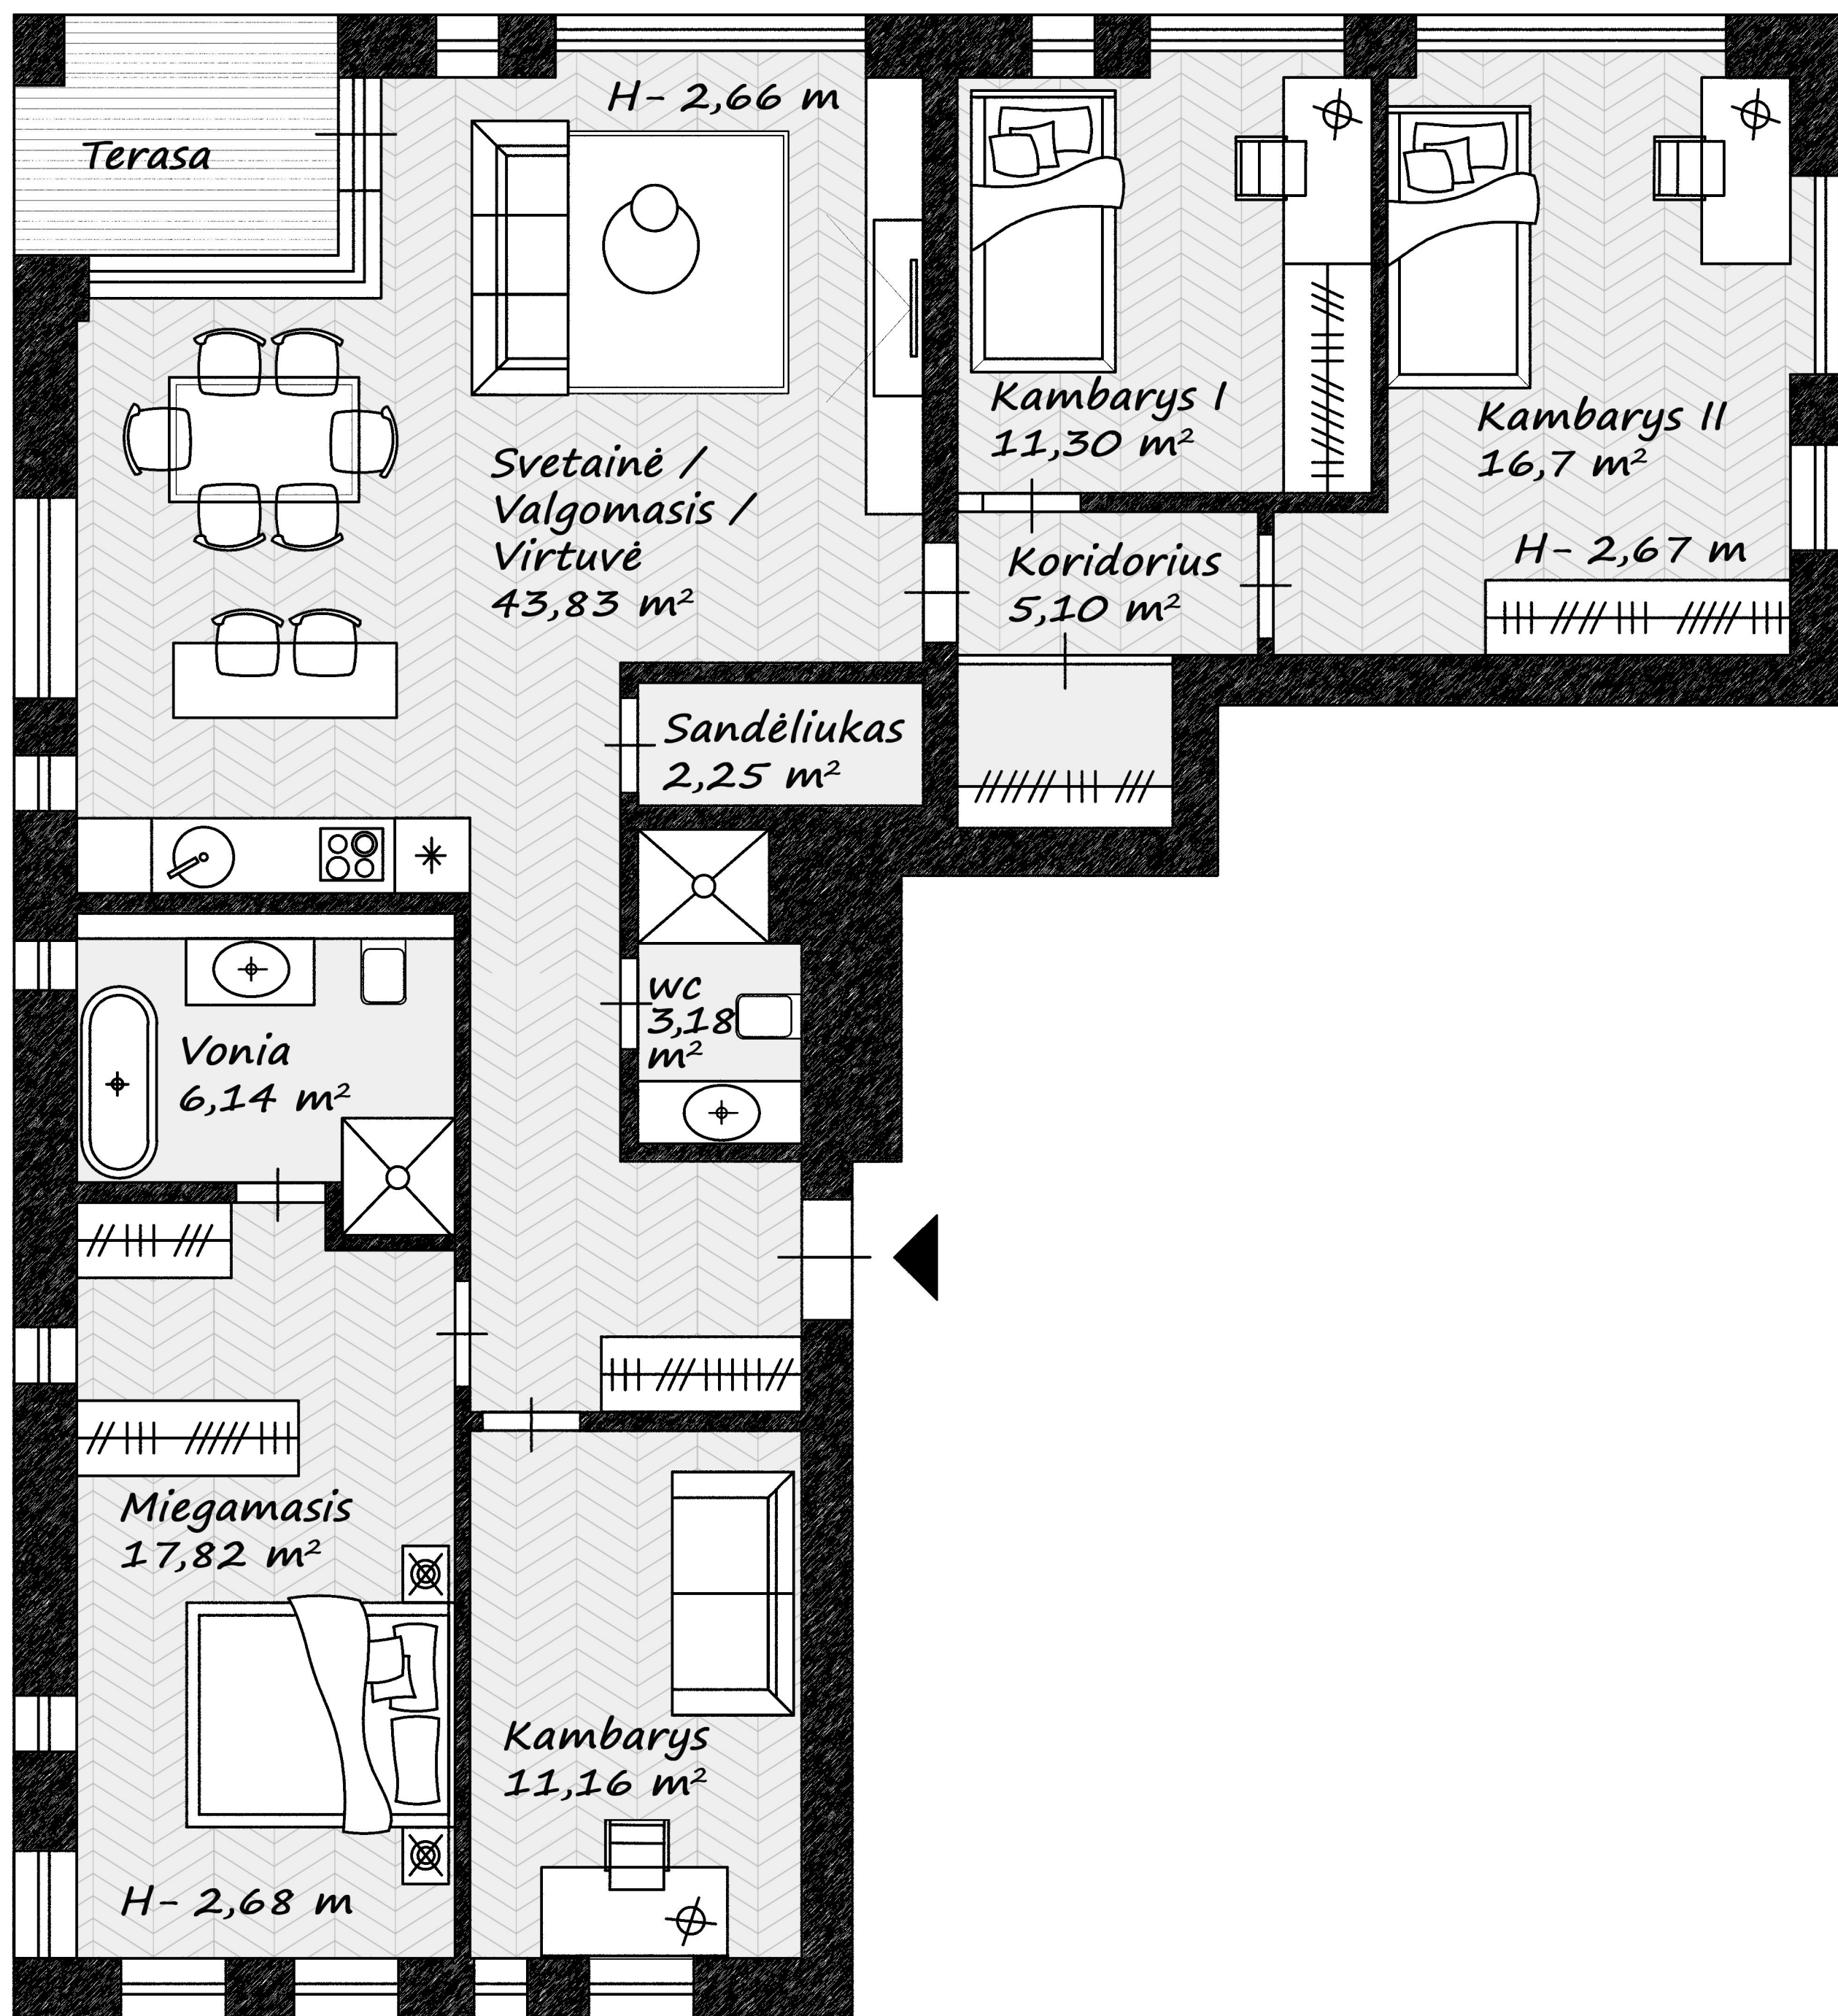 H- 2,66 m
Terasa
Svetainė /
Valgomasis /
Virtuvė
43,83 m²
Kambarys I
11,30 m²
Kambarys II
16,7 m²
H- 2,67 m
Koridorius
5,10 m²
Sandėliukas
2,25 m²
wc
3,18
m²
Vonia
6,14 m²
Miegamasis
17,82 m²
H- 2,68 m
Kambarys
11,16 m²